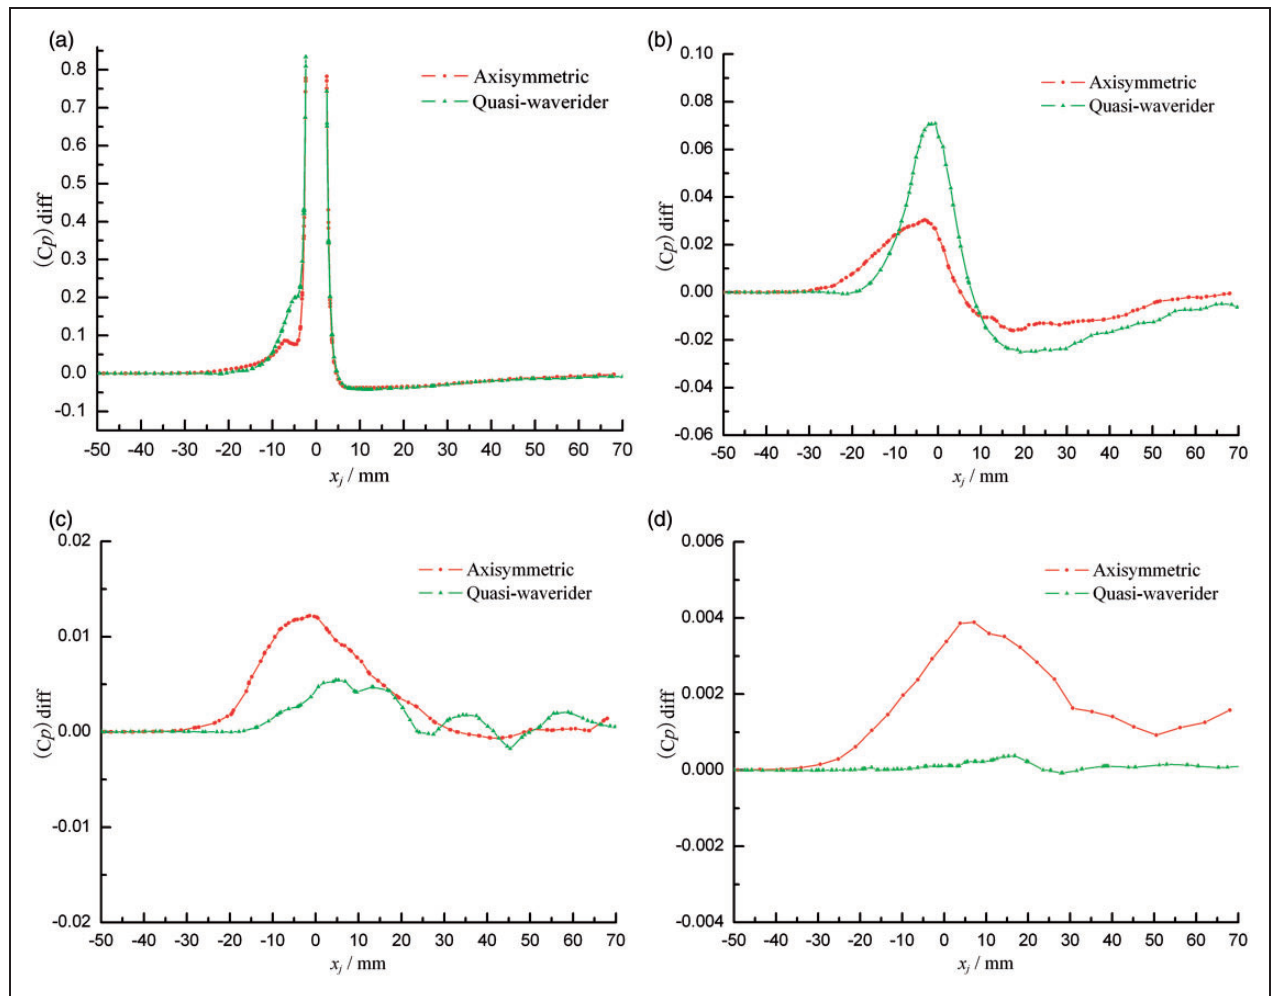 (a)
Axisymmetric
Quasi-waverider
0.8
0.7
0.6
0.5
0.4
0.3
0.2
0.1
0.0
-0.1
(Cp) diff
-50 -40 -30 -20 -10 0 10 20 30 40 50 60 70
xj / mm
(b)
Axisymmetric
Quasi-waverider
0.10
0.08
0.06
0.04
0.02
0.00
-0.02
-0.04
-0.06
(Cp) diff
-50 -40 -30 -20 -10 0 10 20 30 40 50 60 70
xj / mm
(c)
Axisymmetric
Quasi-waverider
0.02
0.01
0.00
-0.01
-0.02
(Cp) diff
-50 -40 -30 -20 -10 0 10 20 30 40 50 60 70
xj / mm
(d)
Axisymmetric
Quasi-waverider
0.006
0.004
0.002
0.000
-0.002
-0.004
(Cp) diff
-50 -40 -30 -20 -10 0 10 20 30 40 50 60 70
xj / mm